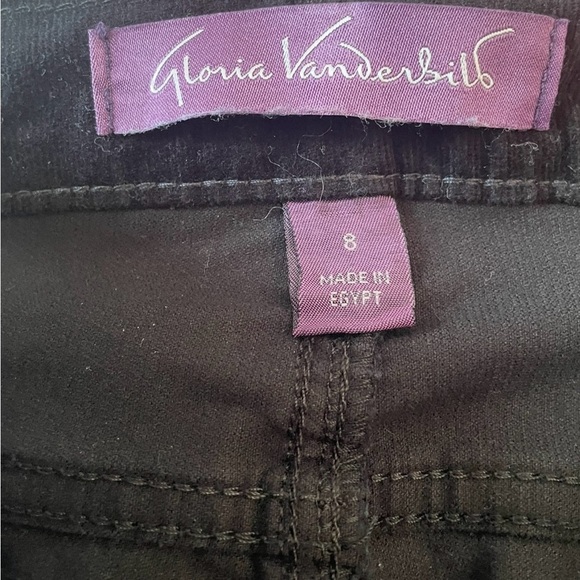 Gloria Vanderbilt
8
MADE IN
EGYPT